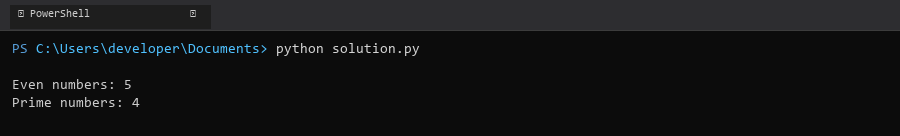 PowerShell
PS C:\Users\developer\Documents> python solution.py
Even numbers: 5
Prime numbers: 4